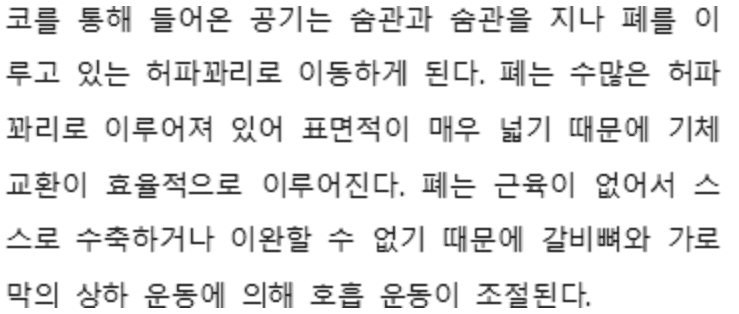 코를 통해 들어온 공기는 숨관과 숨관을 지나 폐를 이
루고 있는 허파꽈리로 이동하게 된다. 폐는 수많은 허파
꽈리로 이루어져 있어 표면적이 매우 넓기 때문에 기체
교환이 효율적으로 이루어진다. 폐는 근육이 없어서 스
스로 수축하거나 이완할 수 없기 때문에 갈비뼈와 가로
막의 상하 운동에 의해 호흡 운동이 조절된다.